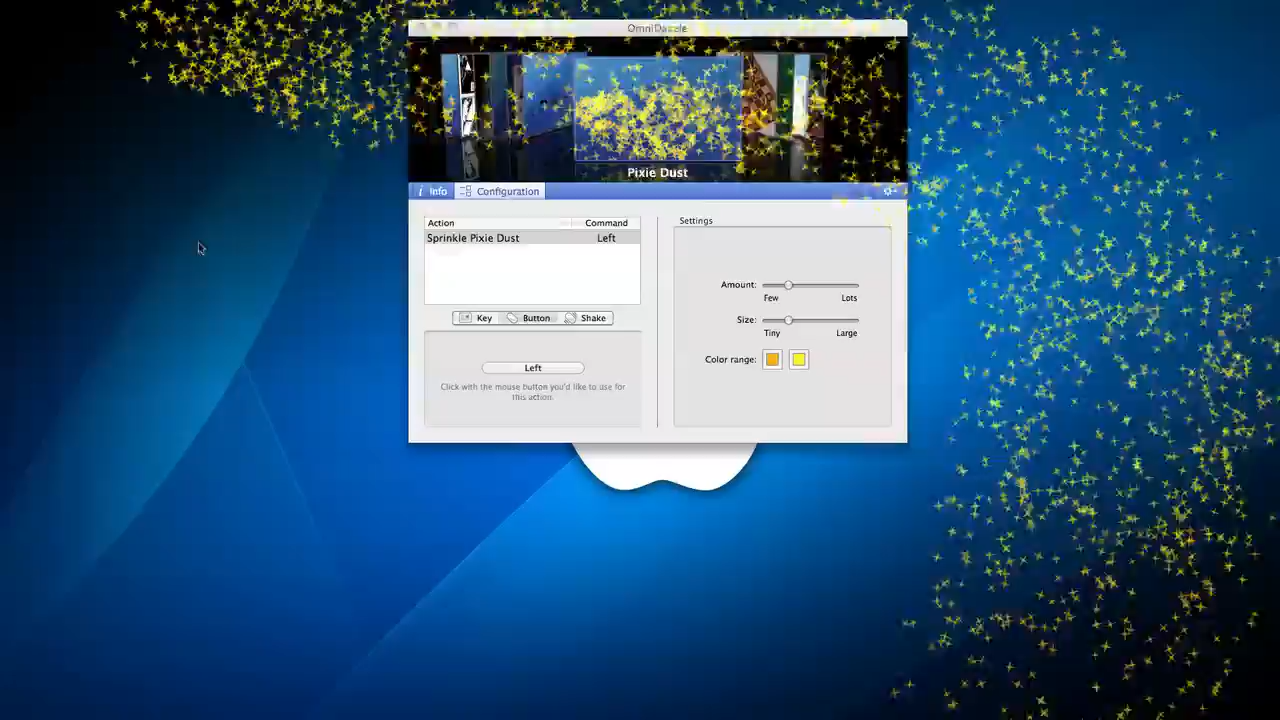 OmniDazzle
Pixie Dust
i Info Configuration
Action Command
Sprinkle Pixie Dust Left
Key Button Shake
Left
Click with the mouse button you'd like to use for
this action.
Settings
Amount:
Few Lots
Size:
Tiny Large
Color range: